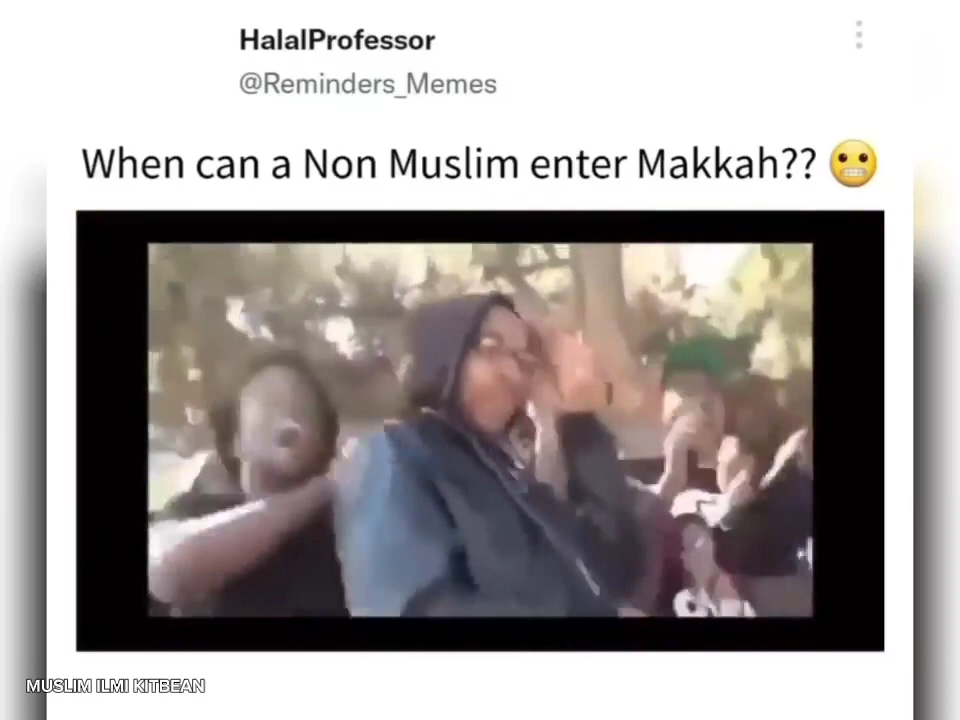 HalalProfessor
@Reminders_Memes
When can a Non Muslim enter Makkah?? 😬
MUSLIM ILMI KITBEAN